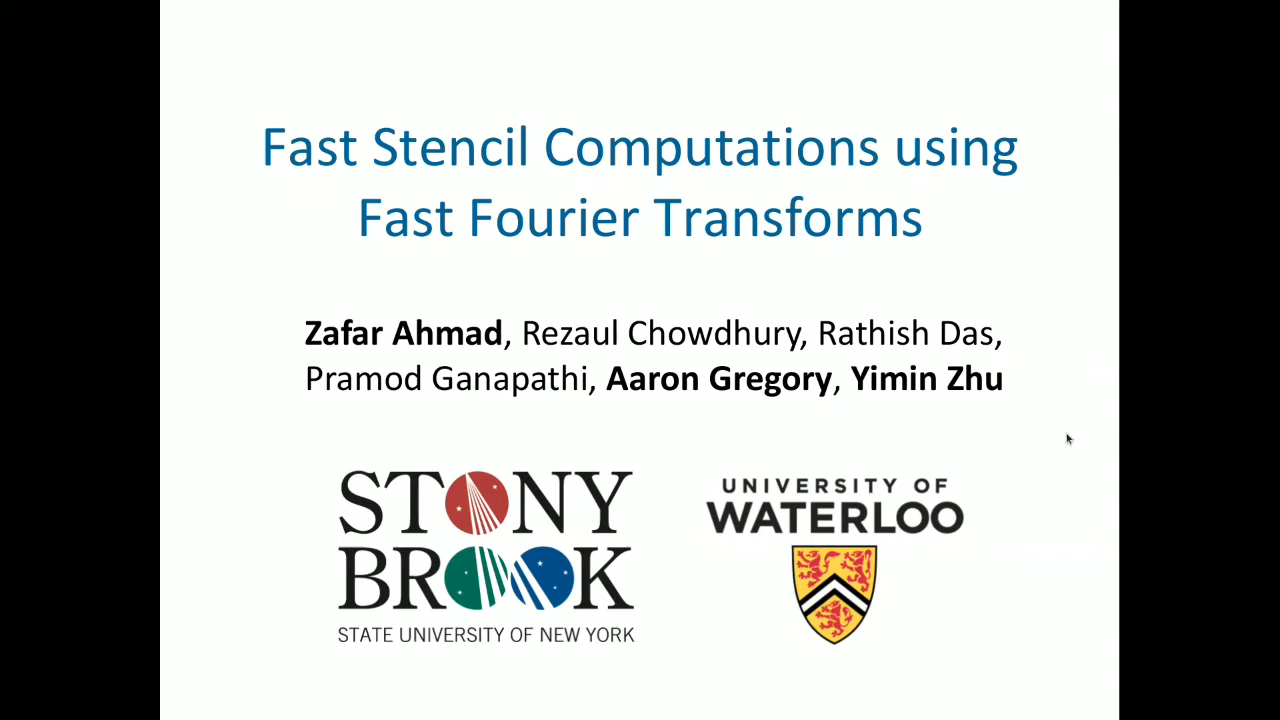 Fast Stencil Computations using
Fast Fourier Transforms
Zafar Ahmad, Rezaul Chowdhury, Rathish Das,
Pramod Ganapathi, Aaron Gregory, Yimin Zhu
STONY
BROOK
STATE UNIVERSITY OF NEW YORK
UNIVERSITY OF
WATERLOO